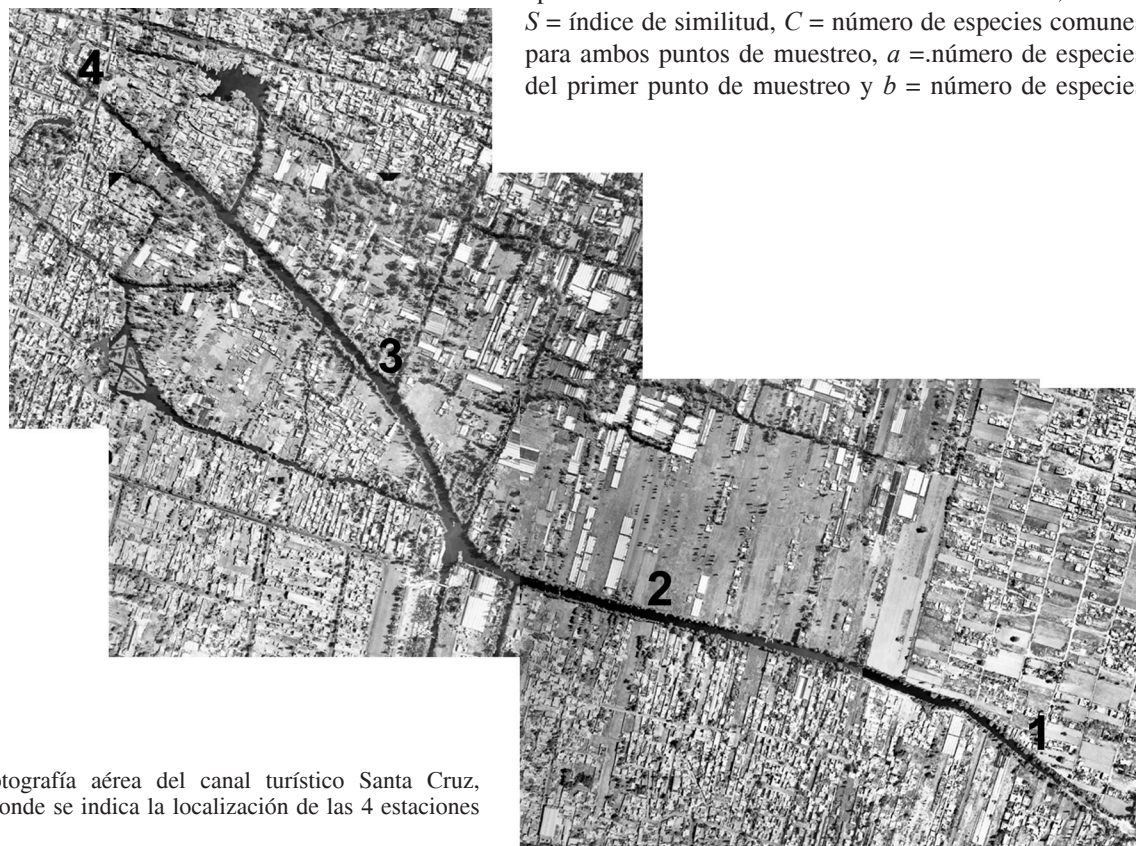 S = índice de similitud, C = número de especies comune
para ambos puntos de muestreo, a =.número de especie
del primer punto de muestreo y b = número de especie
4
3
2
1
otografía aérea del canal turístico Santa Cruz,
onde se indica la localización de las 4 estaciones